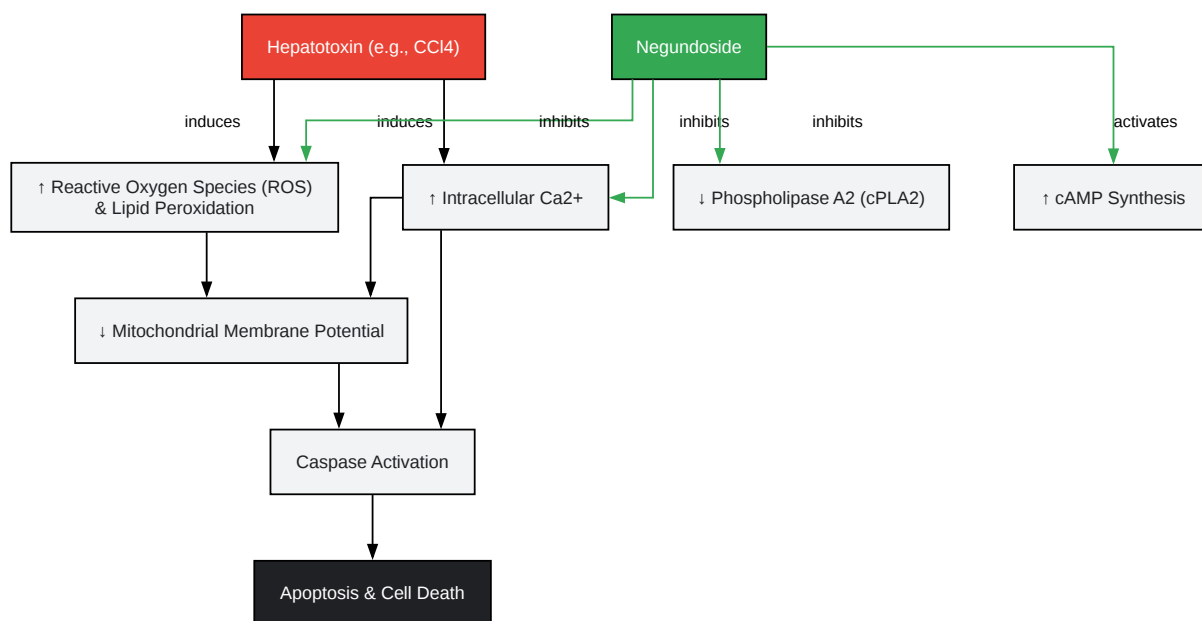 Hepatotoxin (e.g., CCl4)
Negundoside
induces
induces
inhibits
inhibits
inhibits
activates
↑ Reactive Oxygen Species (ROS)
& Lipid Peroxidation
↑ Intracellular Ca2+
↓ Phospholipase A2 (cPLA2)
↑ cAMP Synthesis
↓ Mitochondrial Membrane Potential
Caspase Activation
Apoptosis & Cell Death